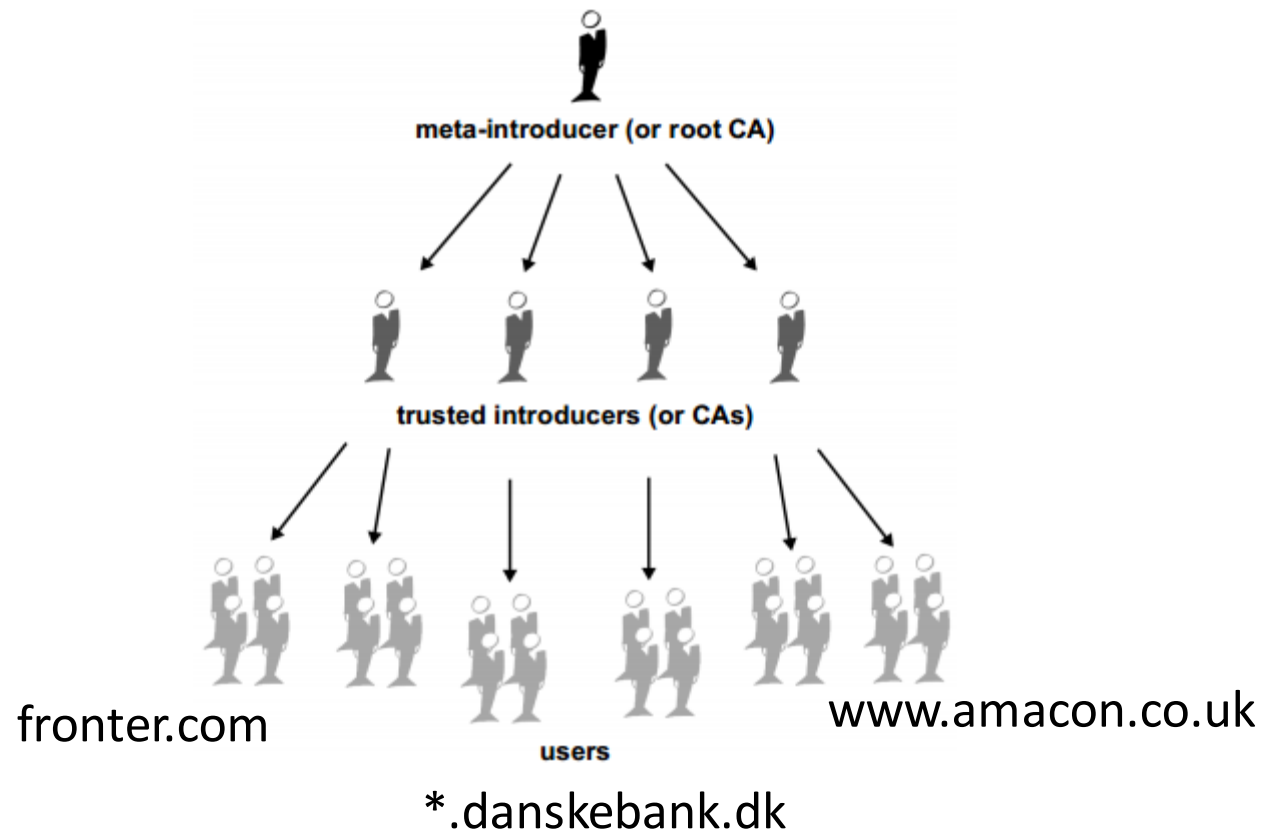 meta-introducer (or root CA)
trusted introducers (or CAs)
fronter.com
www.amacon.co.uk
users
*.danskebank.dk